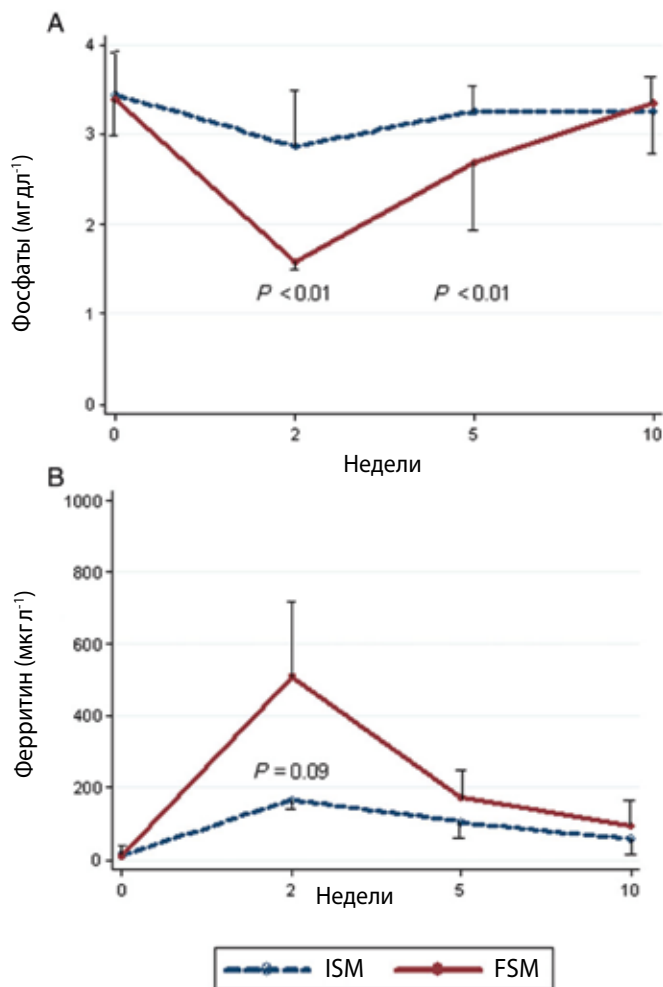 A
Фосфаты (мг дл⁻¹)
4
3
2
1
0
P < 0.01
P < 0.01
0
2
5
10
Недели
B
Ферритин (мкг л⁻¹)
1000
800
600
400
200
0
P = 0.09
0
2
5
10
Недели
ISM
FSM